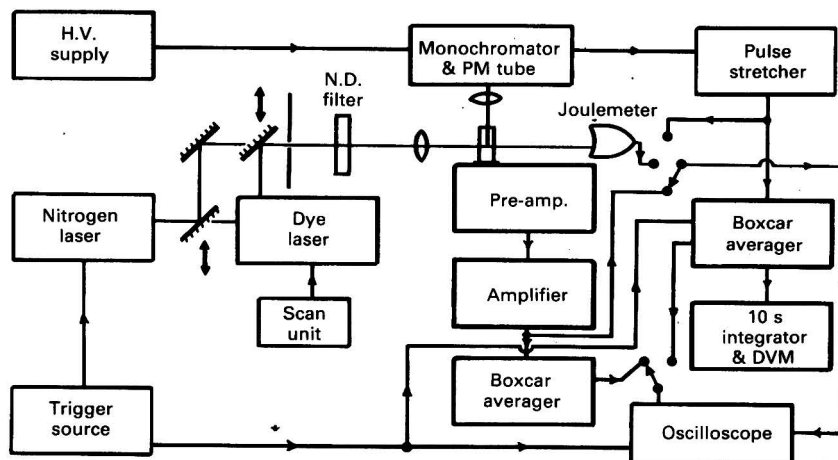 H.V.
supply
Monochromator
& PM tube
Pulse
stretcher
N.D.
filter
Joulemeter
Nitrogen
laser
Dye
laser
Pre-amp.
Boxcar
averager
Scan
unit
Amplifier
10 s
integrator
& DVM
Boxcar
averager
Trigger
source
Oscilloscope